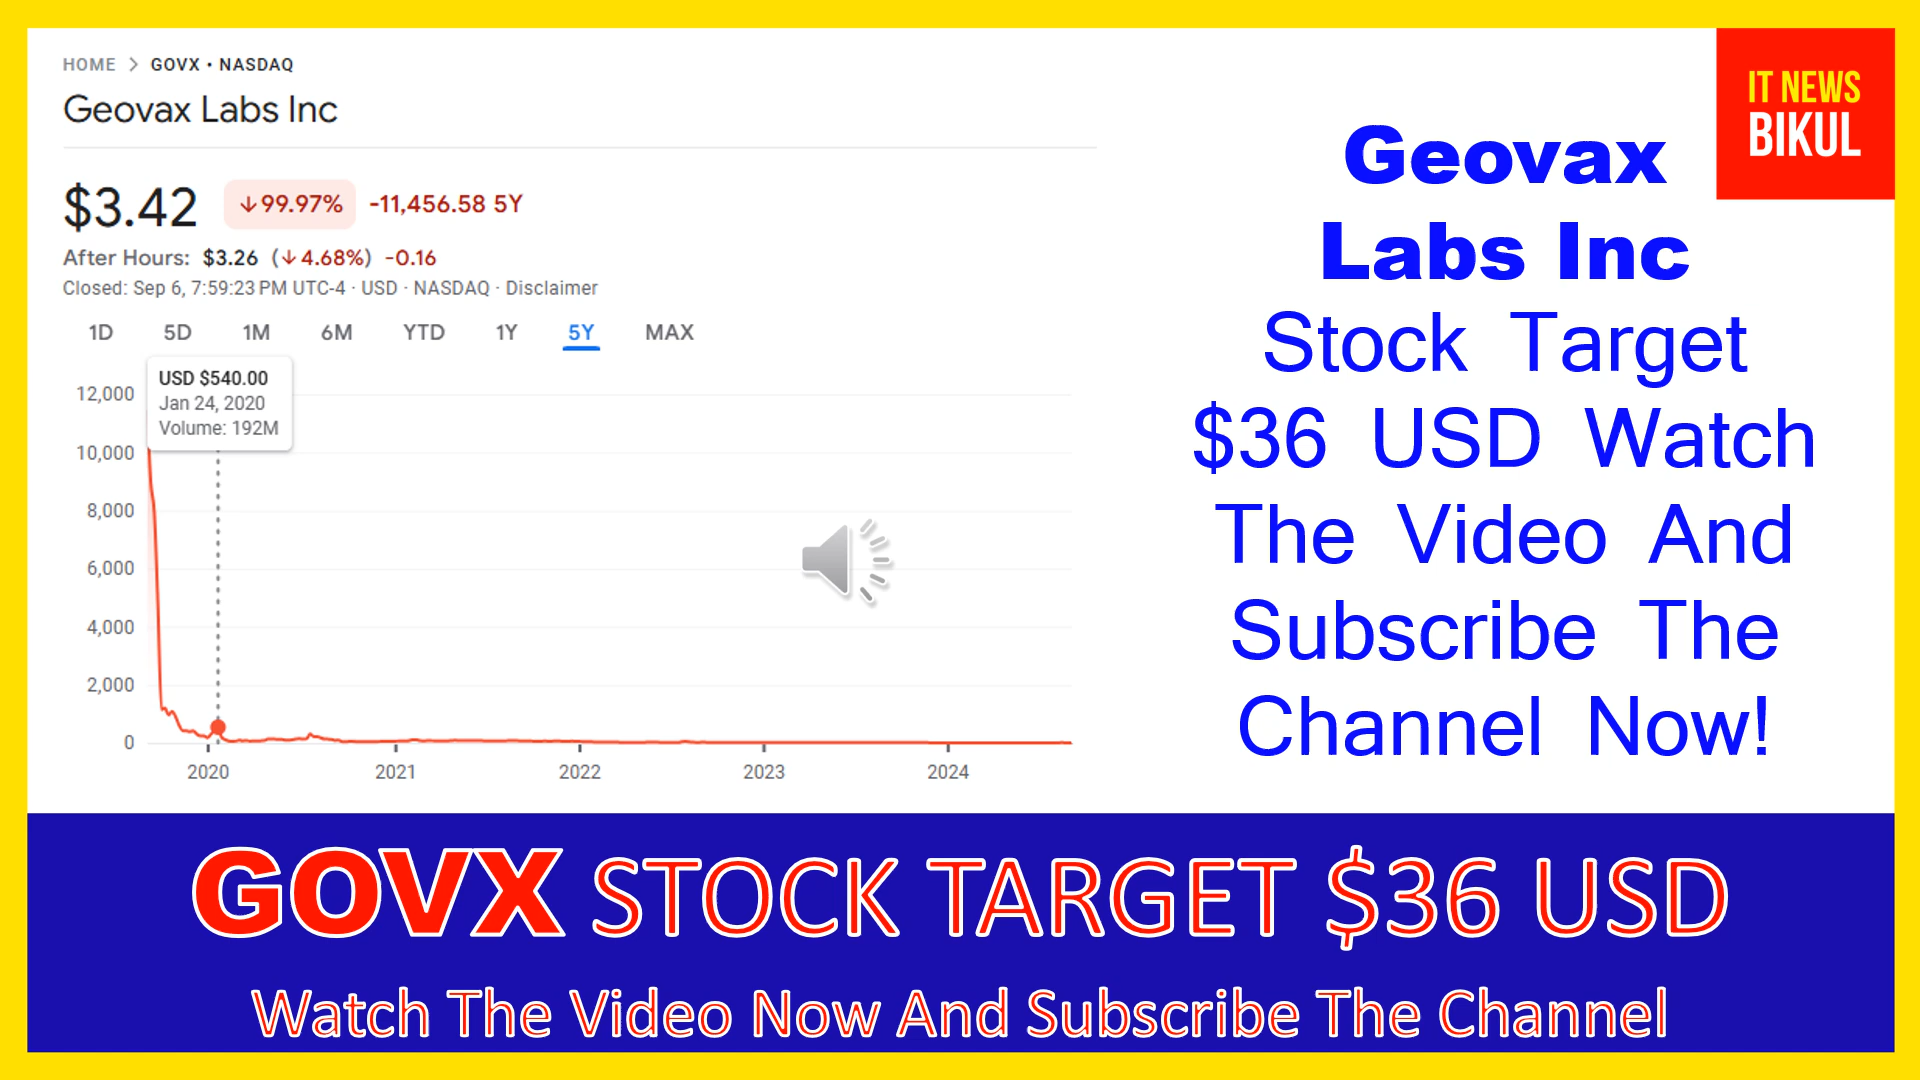 HOME > GOVX • NASDAQ
Geovax Labs Inc
$3.42 ↓99.97% -11,456.58 5Y
After Hours: $3.26 (↓4.68%) -0.16
Closed: Sep 6, 7:59:23 PM UTC-4 · USD · NASDAQ · Disclaimer
1D 5D 1M 6M YTD 1Y 5Y MAX
USD $540.00
Jan 24, 2020
Volume: 192M
12,000
10,000
8,000
6,000
4,000
2,000
0
2020 2021 2022 2023 2024
IT NEWS
BIKUL
Geovax
Labs Inc
Stock Target
$36 USD Watch
The Video And
Subscribe The
Channel Now!
GOVX STOCK TARGET $36 USD
Watch The Video Now And Subscribe The Channel